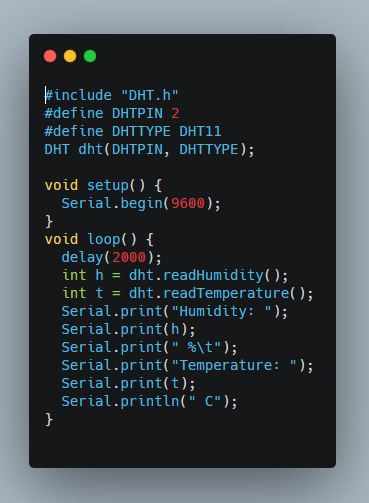 #include "DHT.h"
#define DHTPIN 2
#define DHTTYPE DHT11
DHT dht(DHTPIN, DHTTYPE);

void setup() {
  Serial.begin(9600);
}
void loop() {
  delay(2000);
  int h = dht.readHumidity();
  int t = dht.readTemperature();
  Serial.print("Humidity: ");
  Serial.print(h);
  Serial.print(" %\t");
  Serial.print("Temperature: ");
  Serial.print(t);
  Serial.println(" C");
}